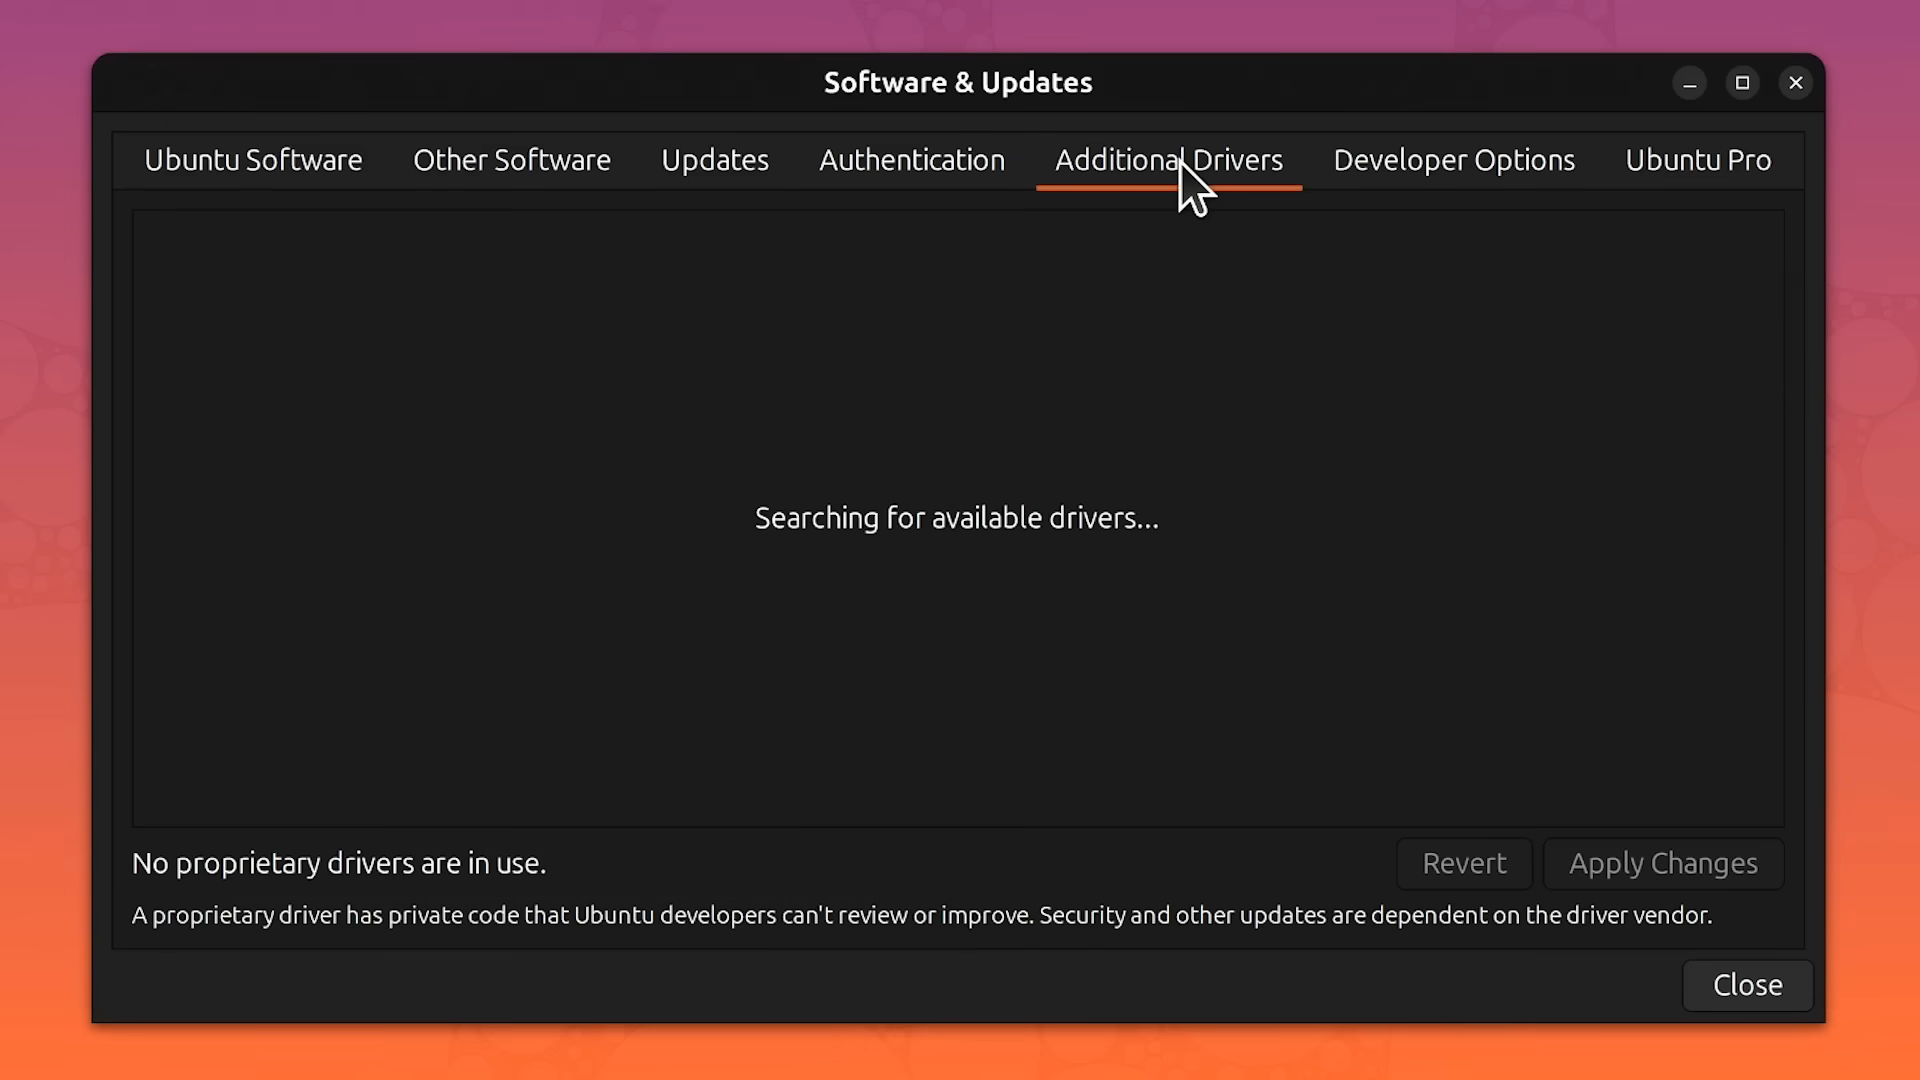 Software & Updates
Ubuntu Software Other Software Updates Authentication Additional Drivers Developer Options Ubuntu Pro
Searching for available drivers...
No proprietary drivers are in use. Revert Apply Changes
A proprietary driver has private code that Ubuntu developers can't review or improve. Security and other updates are dependent on the driver vendor.
Close